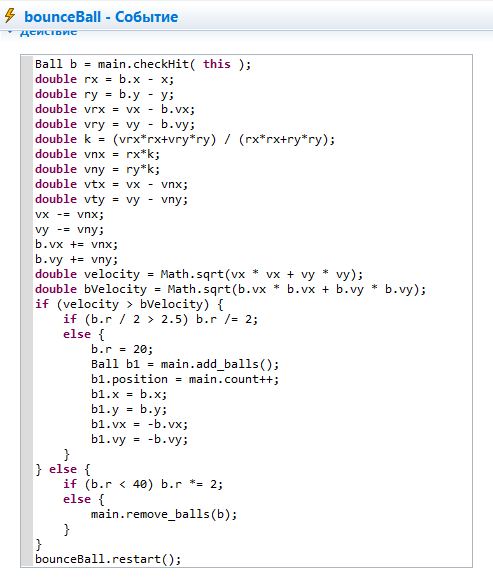 bounceBall - Событие
Действие
Ball b = main.checkHit( this );
double rx = b.x - x;
double ry = b.y - y;
double vrx = vx - b.vx;
double vry = vy - b.vy;
double k = (vrx*rx+vry*ry) / (rx*rx+ry*ry);
double vnx = rx*k;
double vny = ry*k;
double vtx = vx - vnx;
double vty = vy - vny;
vx -= vnx;
vy -= vny;
b.vx += vnx;
b.vy += vny;
double velocity = Math.sqrt(vx * vx + vy * vy);
double bVelocity = Math.sqrt(b.vx * b.vx + b.vy * b.vy);
if (velocity > bVelocity) {
    if (b.r / 2 > 2.5) b.r /= 2;
    else {
        b.r = 20;
        Ball b1 = main.add_balls();
        b1.position = main.count++;
        b1.x = b.x;
        b1.y = b.y;
        b1.vx = -b.vx;
        b1.vy = -b.vy;
    }
} else {
    if (b.r < 40) b.r *= 2;
    else {
        main.remove_balls(b);
    }
}
bounceBall.restart();